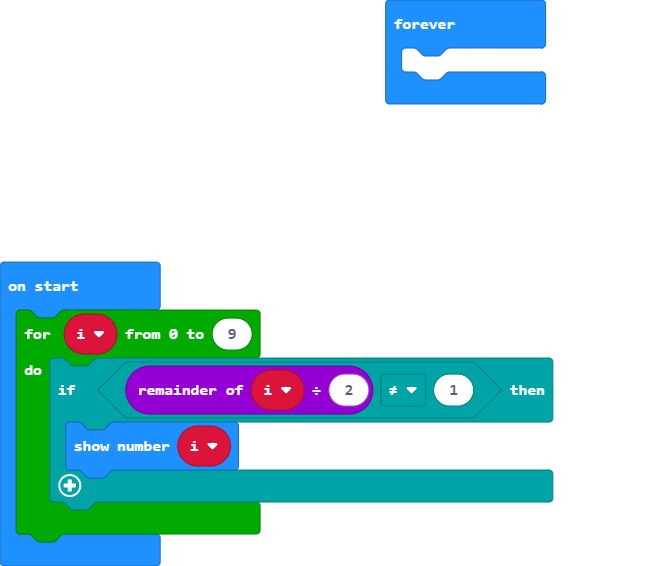 forever
on start
for i from 0 to 9
do
if remainder of i ÷ 2 ≠ 1 then
show number i